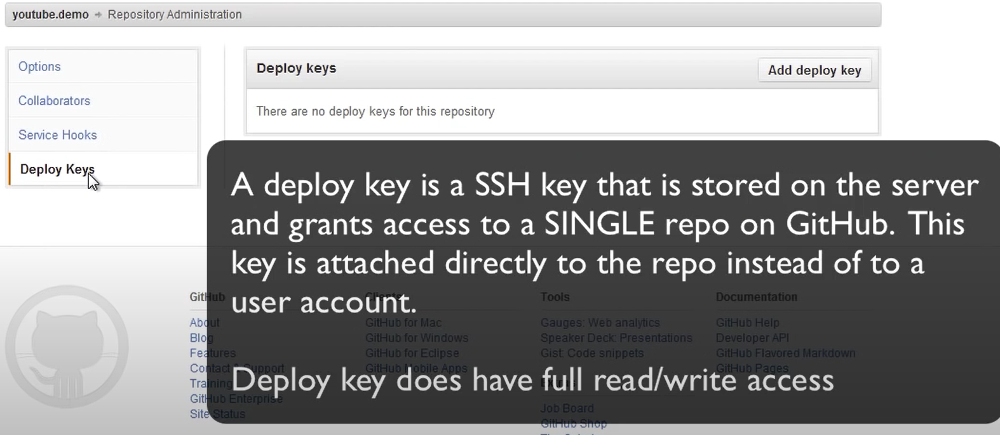 youtube.demo → Repository Administration
Options
Collaborators
Service Hooks
Deploy Keys
Deploy keys
Add deploy key
There are no deploy keys for this repository
A deploy key is a SSH key that is stored on the server
and grants access to a SINGLE repo on GitHub. This
key is attached directly to the repo instead of to a
user account.
Deploy key does have full read/write access
GitHub
About
Blog
Features
Contact & Support
Training
GitHub Enterprise
Site Status
Clients
GitHub for Mac
GitHub for Windows
GitHub for Eclipse
GitHub Mobile Apps
Tools
Gauges: Web analytics
Speaker Deck: Presentations
Gist: Code snippets
Job Board
GitHub Shop
Documentation
GitHub Help
Developer API
GitHub Flavored Markdown
GitHub Pages